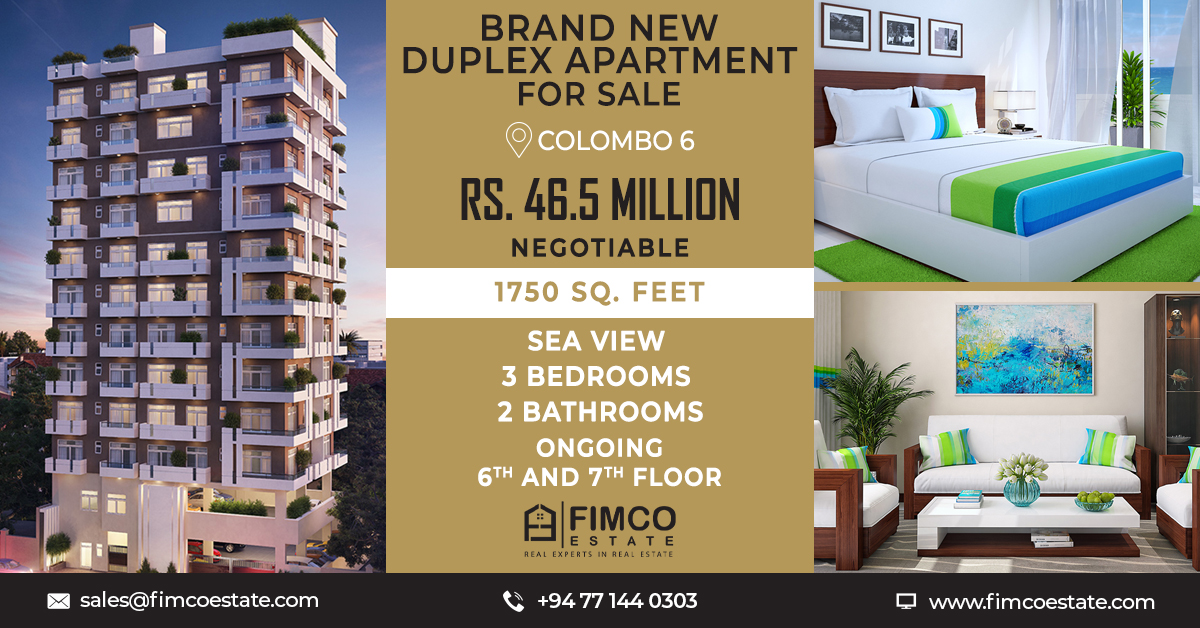 BRAND NEW
DUPLEX APARTMENT
FOR SALE
COLOMBO 6
RS. 46.5 MILLION
NEGOTIABLE
1750 SQ. FEET
SEA VIEW
3 BEDROOMS
2 BATHROOMS
ONGOING
6TH AND 7TH FLOOR
FIMCO
ESTATE
REAL EXPERTS IN REAL ESTATE
sales@fimcoestate.com
+94 77 144 0303
www.fimcoestate.com